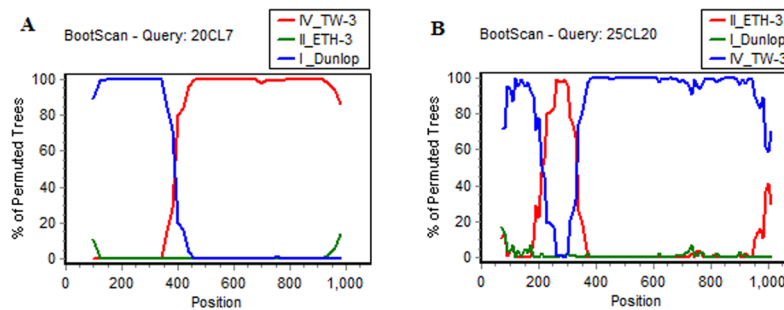 A
BootScan - Query: 20CL7
IV_TW-3
II_ETH-3
I_Dunlop
% of Permuted Trees
100
80
60
40
20
0
0 200 400 600 800 1,000
Position
B
BootScan - Query: 25CL20
II_ETH-3
I_Dunlop
IV_TW-3
% of Permuted Trees
100
80
60
40
20
0
0 200 400 600 800 1,000
Position